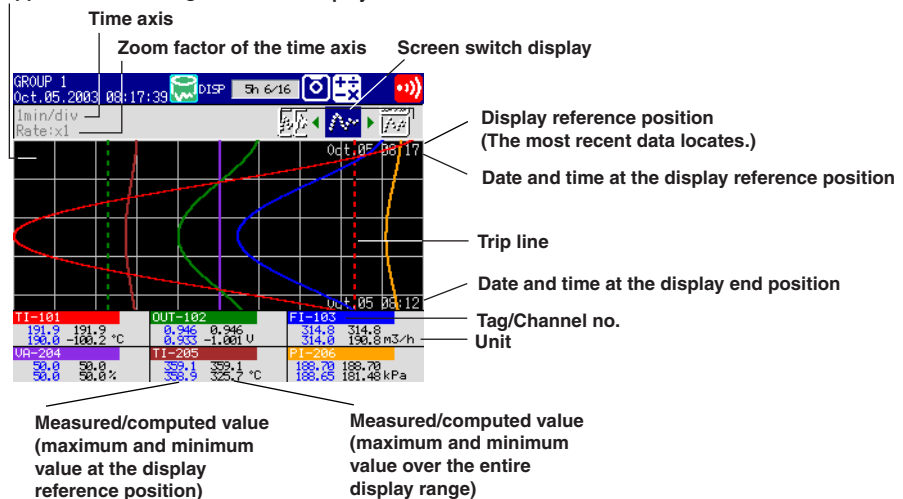 Time axis
Zoom factor of the time axis
Screen switch display
GROUP 1
Oct.05.2003 08:17:39
DISP
5h 6/16
1min/div
Rate:x1
Display reference position
(The most recent data locates.)
Oct.05 08:17
Date and time at the display reference position
Trip line
Date and time at the display end position
Oct.05 08:12
TI-101
OUT-102
FI-103
Tag/Channel no.
191.9 191.9
190.0 -100.2 °C
0.946 0.946
0.933 -1.001 V
314.8 314.8
314.0 190.8 m3/h
Unit
VA-204
TI-205
PI-206
50.0 50.0
50.0 50.0 %
359.1 359.1
358.9 325.7 °C
188.70 188.70
188.65 181.48 kPa
Measured/computed value
(maximum and minimum
value at the display
reference position)
Measured/computed value
(maximum and minimum
value over the entire
display range)